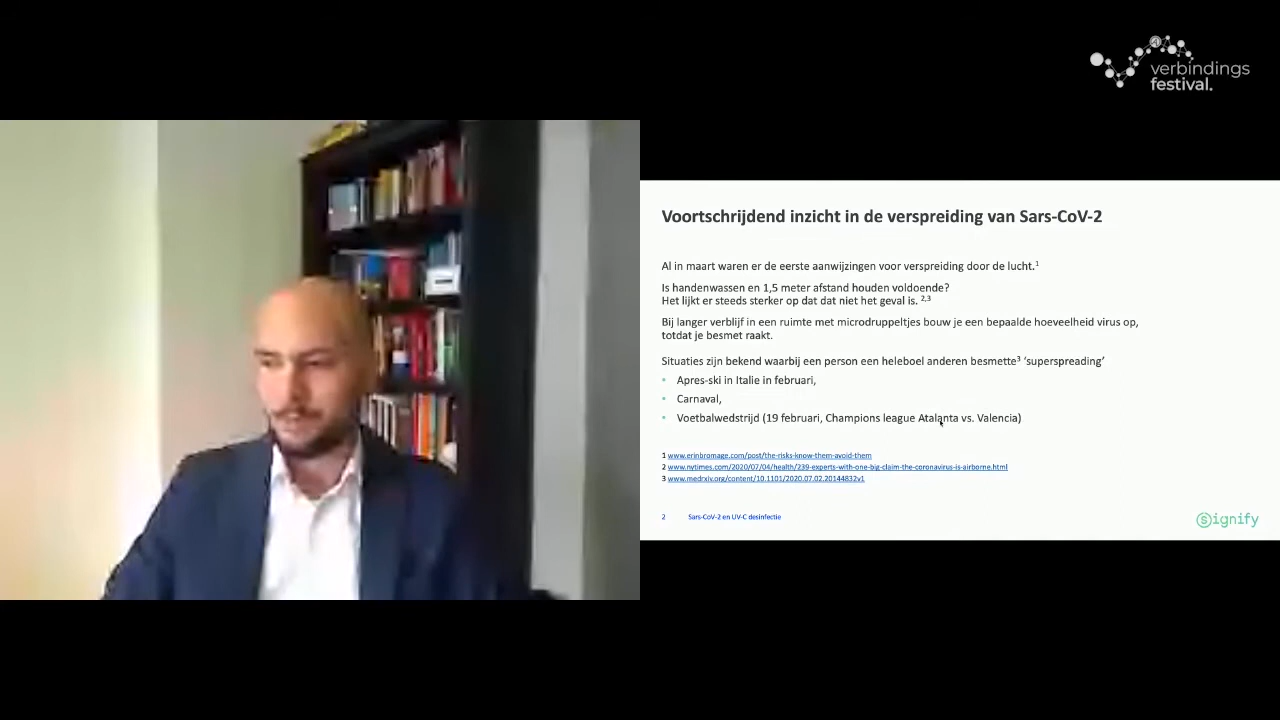 verbindings
festival.
Voortschrijdend inzicht in de verspreiding van Sars-CoV-2
Al in maart waren er de eerste aanwijzingen voor verspreiding door de lucht.1
Is handenwassen en 1,5 meter afstand houden voldoende?
Het lijkt er steeds sterker op dat dat niet het geval is. 2,3
Bij langer verblijf in een ruimte met microdruppeltjes bouw je een bepaalde hoeveelheid virus op,
totdat je besmet raakt.
Situaties zijn bekend waarbij een person een heleboel anderen besmette3 ‘superspreading’
• Apres-ski in Italie in februari,
• Carnaval,
• Voetbalwedstrijd (19 februari, Champions league Atalanta vs. Valencia)
1 www.erinbromage.com/post/the-risks-know-them-avoid-them
2 www.nytimes.com/2020/07/04/health/239-experts-with-one-big-claim-the-coronavirus-is-airborne.html
3 www.medrxiv.org/content/10.1101/2020.07.02.20144832v1
2 Sars-CoV-2 en UV-C desinfectie
signify